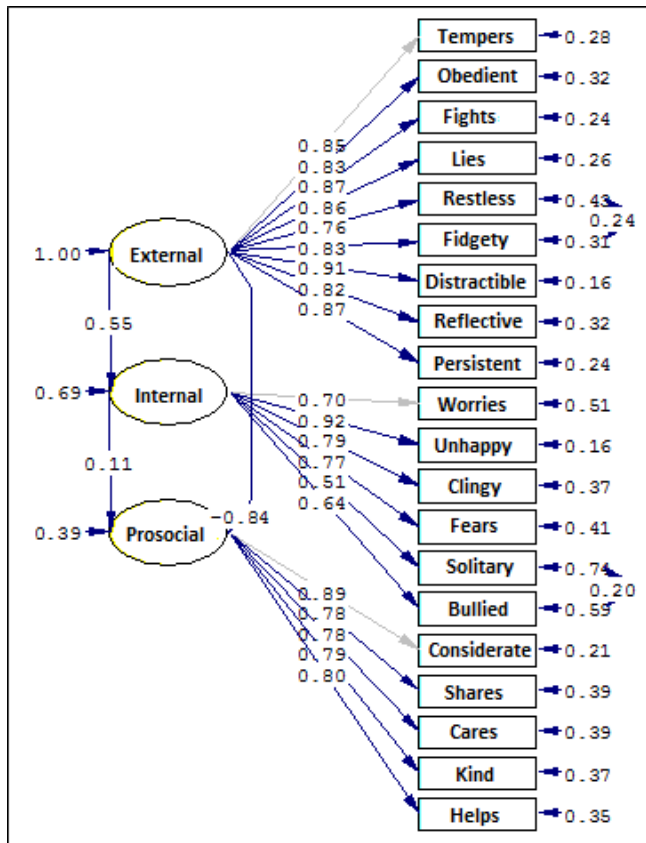 Tempers 0.28
Obedient 0.32
Fights 0.24
0.85
0.83
Lies 0.26
0.87
0.86
Restless 0.43
0.76
0.24
0.83
Fidgety 0.31
1.00 External
0.91
Distractible 0.16
0.82
0.87
Reflective 0.32
0.55
Persistent 0.24
0.69 Internal
0.70
Worries 0.51
0.92
Unhappy 0.16
0.79
0.11
0.77
Clingy 0.37
0.51
0.64
Fears 0.41
-0.84
0.39 Prosocial
Solitary 0.74
0.20
0.89
Bullied 0.59
0.78
0.78
Considerate 0.21
0.79
0.80
Shares 0.39
Cares 0.39
Kind 0.37
Helps 0.35